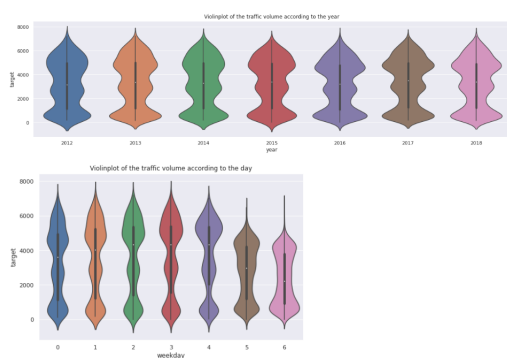 Violinplot of the traffic volume according to the year
8000
6000
4000
2000
0
target
2012 2013 2014 2015 2016 2017 2018
year
Violinplot of the traffic volume according to the day
8000
6000
4000
2000
0
target
0 1 2 3 4 5 6
weekday